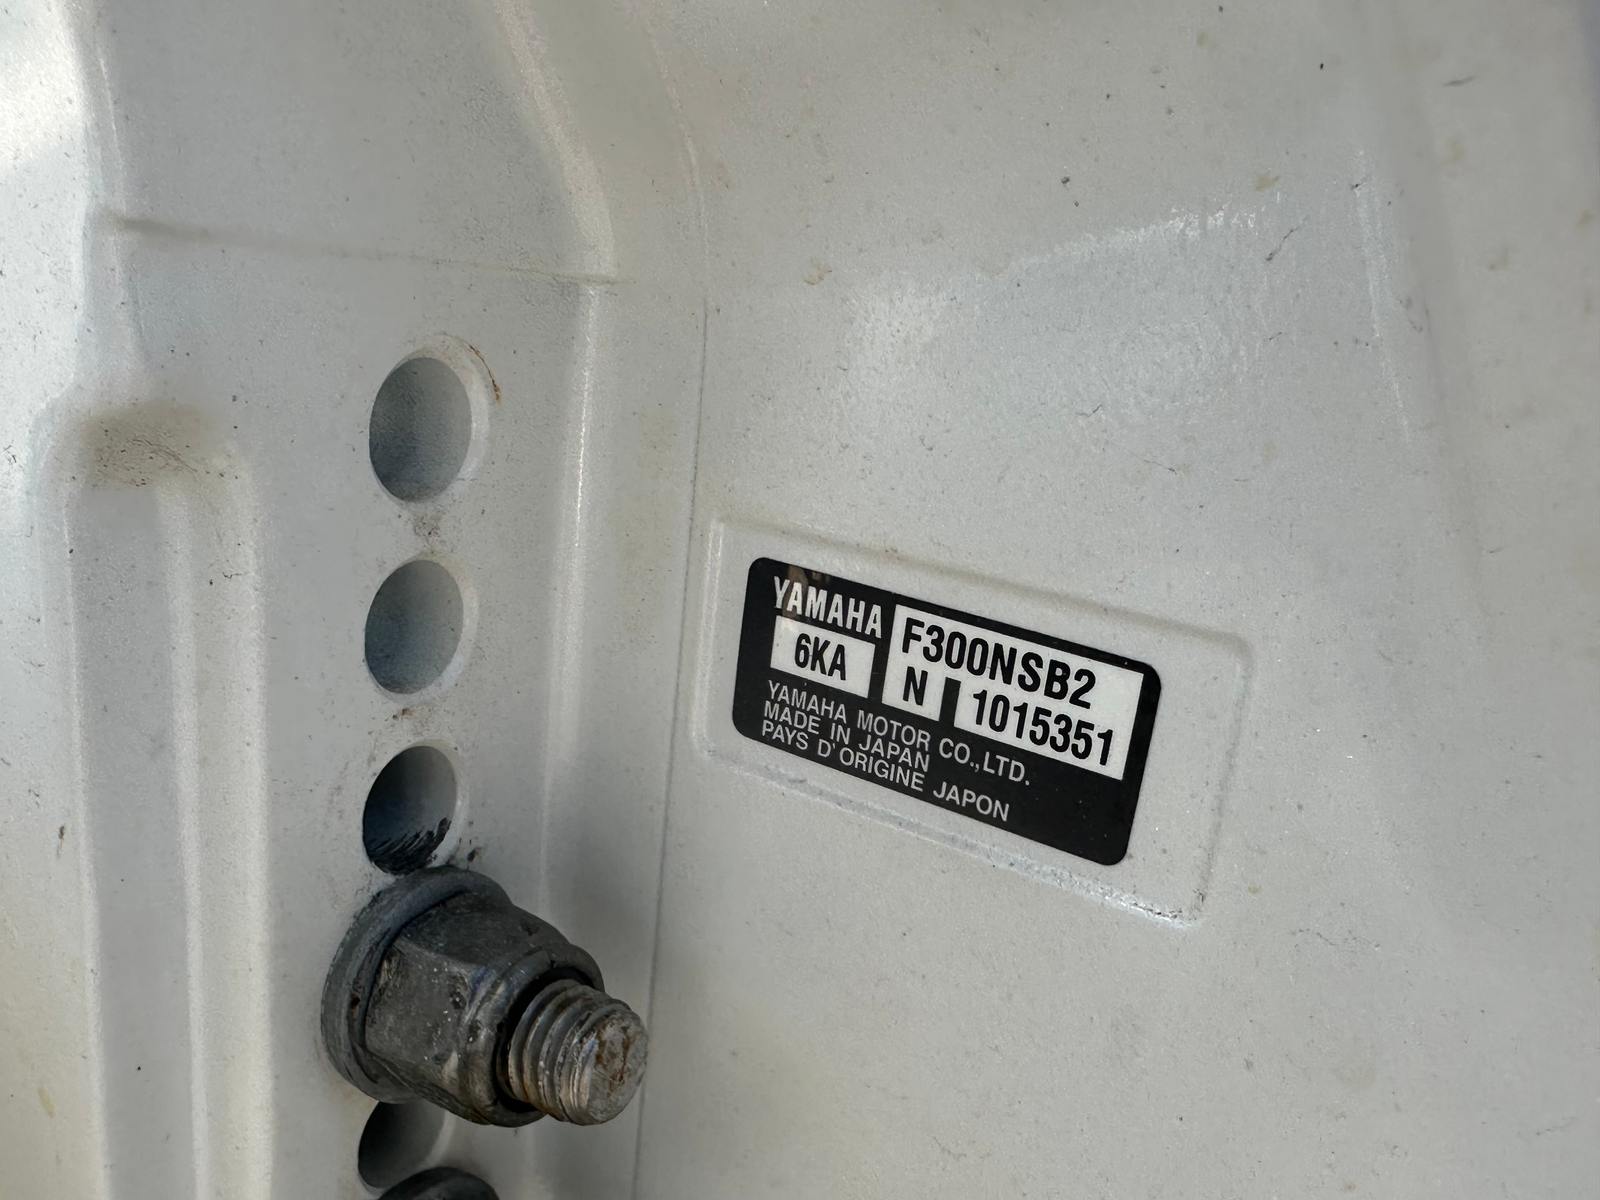 YAMAHA F300NSB2
6KA N 1015351
YAMAHA MOTOR CO.,LTD.
MADE IN JAPAN
PAYS D'ORIGINE JAPON